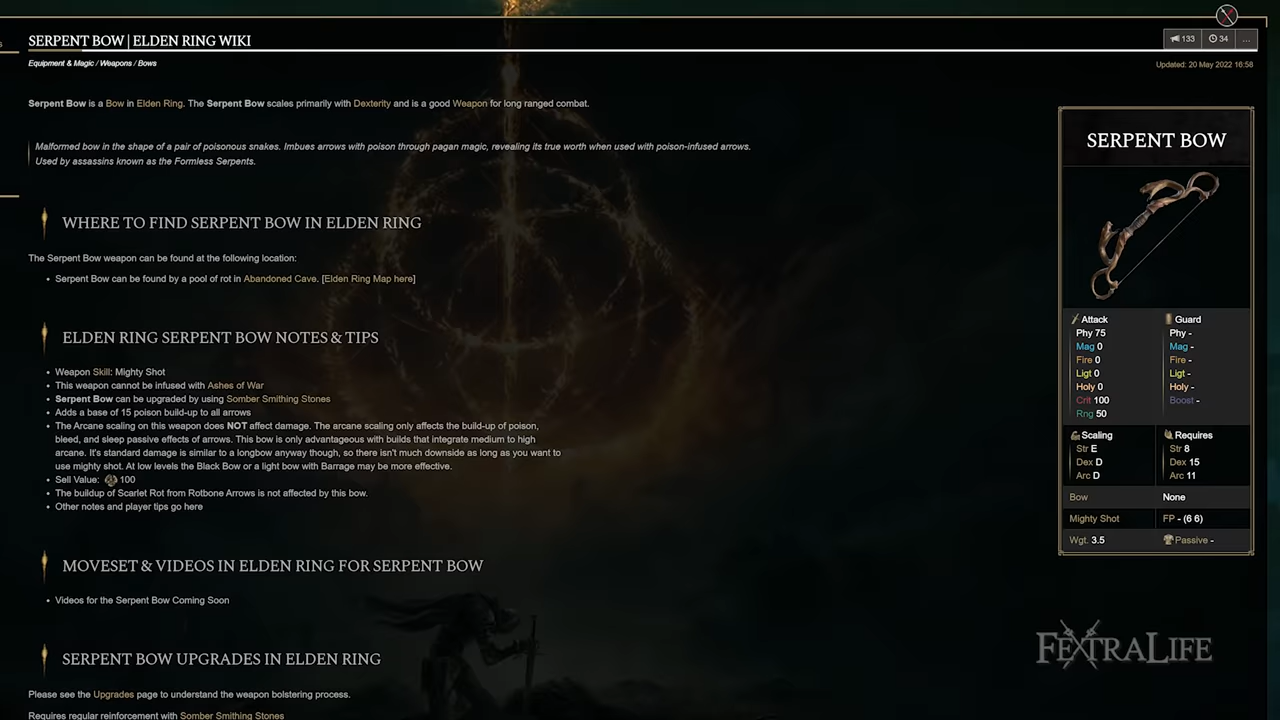 SERPENT BOW | ELDEN RING WIKI
133
34
...
Equipment & Magic / Weapons / Bows
Updated: 20 May 2022 16:58
Serpent Bow is a Bow in Elden Ring. The Serpent Bow scales primarily with Dexterity and is a good Weapon for long ranged combat.
Malformed bow in the shape of a pair of poisonous snakes. Imbues arrows with poison through pagan magic, revealing its true worth when used with poison-infused arrows.
Used by assassins known as the Formless Serpents.
WHERE TO FIND SERPENT BOW IN ELDEN RING
The Serpent Bow weapon can be found at the following location:
• Serpent Bow can be found by a pool of rot in Abandoned Cave. [Elden Ring Map here]
ELDEN RING SERPENT BOW NOTES & TIPS
• Weapon Skill: Mighty Shot
• This weapon cannot be infused with Ashes of War
• Serpent Bow can be upgraded by using Somber Smithing Stones
• Adds a base of 15 poison build-up to all arrows
• The Arcane scaling on this weapon does NOT affect damage. The arcane scaling only affects the build-up of poison,
bleed, and sleep passive effects of arrows. This bow is only advantageous with builds that integrate medium to high
arcane. It's standard damage is similar to a longbow anyway though, so there isn't much downside as long as you want to
use mighty shot. At low levels the Black Bow or a light bow with Barrage may be more effective.
• Sell Value: 100
• The buildup of Scarlet Rot from Rotbone Arrows is not affected by this bow.
• Other notes and player tips go here
MOVESET & VIDEOS IN ELDEN RING FOR SERPENT BOW
• Videos for the Serpent Bow Coming Soon
SERPENT BOW UPGRADES IN ELDEN RING
Please see the Upgrades page to understand the weapon bolstering process.
Requires regular reinforcement with Somber Smithing Stones
SERPENT BOW
Attack
Phy 75
Mag 0
Fire 0
Ligt 0
Holy 0
Crit 100
Rng 50
Guard
Phy -
Mag -
Fire -
Ligt -
Holy -
Boost -
Scaling
Str E
Dex D
Arc D
Requires
Str 8
Dex 15
Arc 11
Bow None
Mighty Shot FP - (6 6)
Wgt. 3.5 Passive -
FEXTRALIFE